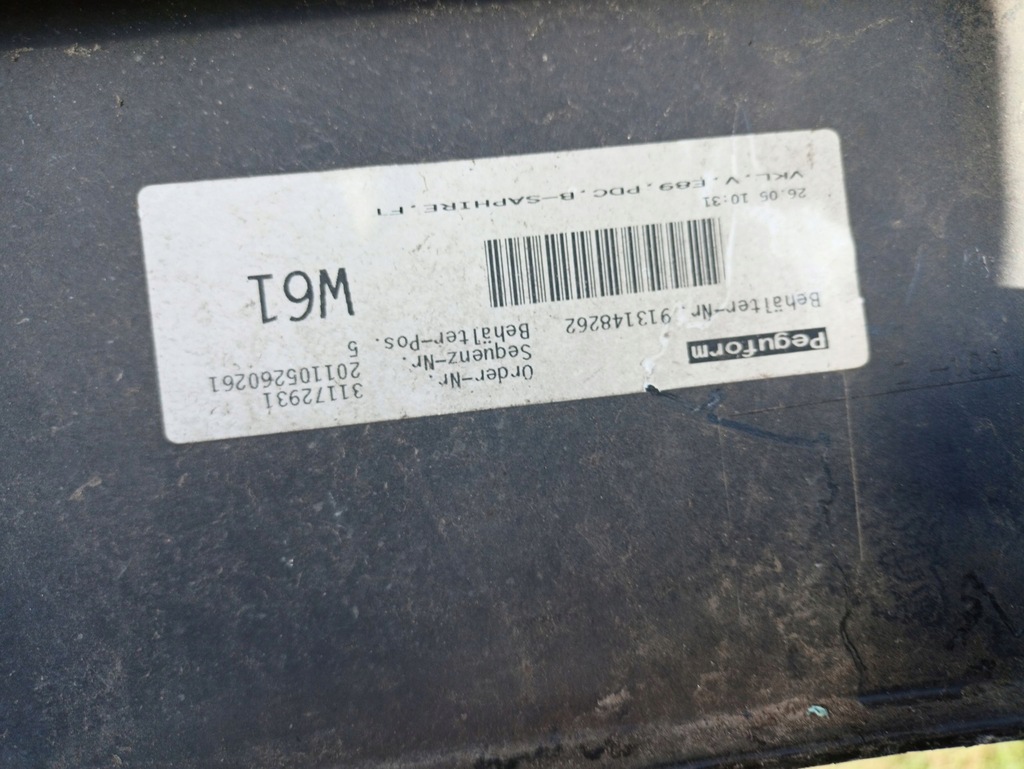 Peguform
Order-Nr. 31172931
Sequenz-Nr. 201105260261
Behälter-Nr. 913148262 Behälter-Pos. 5
W61
26.05 10:31
VKL.V.E89.PDC.B-SAPHIRE.F1